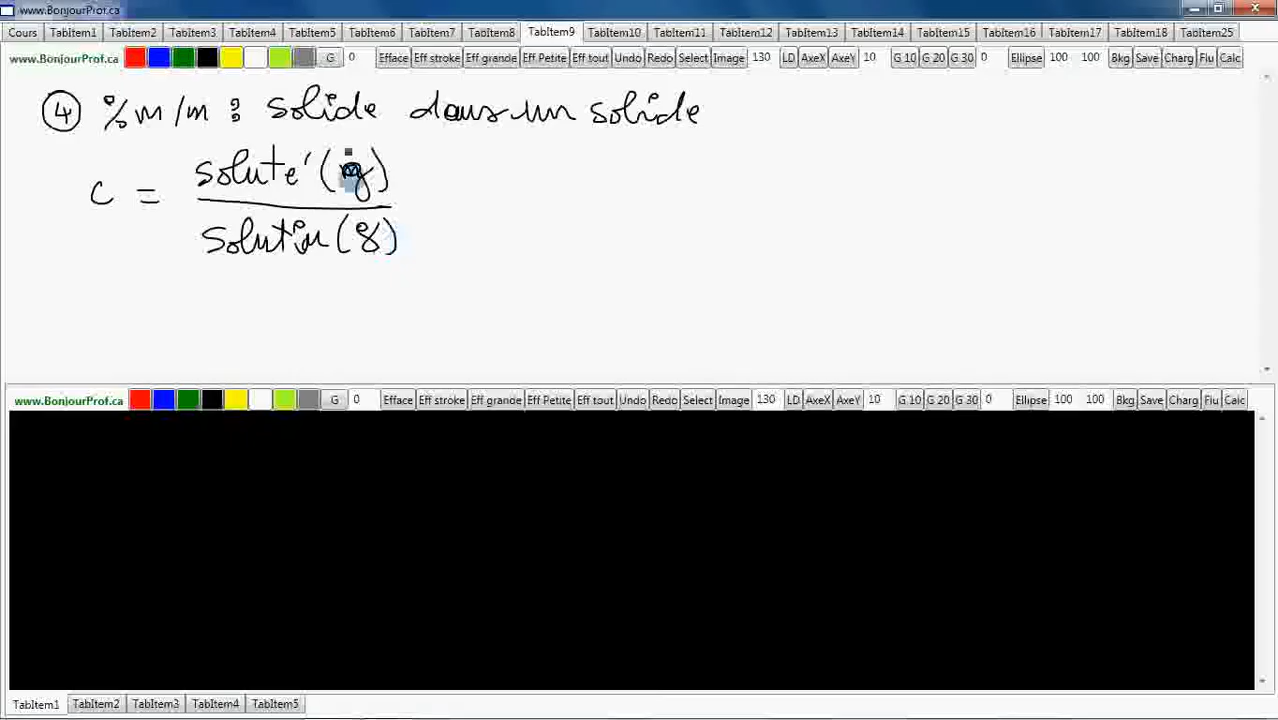 www.BonjourProf.ca
Cours TabItem1 TabItem2 TabItem3 TabItem4 TabItem5 TabItem6 TabItem7 TabItem8 TabItem9 TabItem10 TabItem11 TabItem12 TabItem13 TabItem14 TabItem15 TabItem16 TabItem17 TabItem18 TabItem25
www.BonjourProf.ca G 0 Efface Eff stroke Eff grande Eff Petite Eff tout Undo Redo Select Image 130 LD AxeX AxeY 10 G 10 G 20 G 30 0 Ellipse 100 100 Bkg Save Charg Flu Calc
4 %m/m : solide dans un solide
soluté (g)
c =
solution (g)
www.BonjourProf.ca G 0 Efface Eff stroke Eff grande Eff Petite Eff tout Undo Redo Select Image 130 LD AxeX AxeY 10 G 10 G 20 G 30 0 Ellipse 100 100 Bkg Save Charg Flu Calc
TabItem1 TabItem2 TabItem3 TabItem4 TabItem5